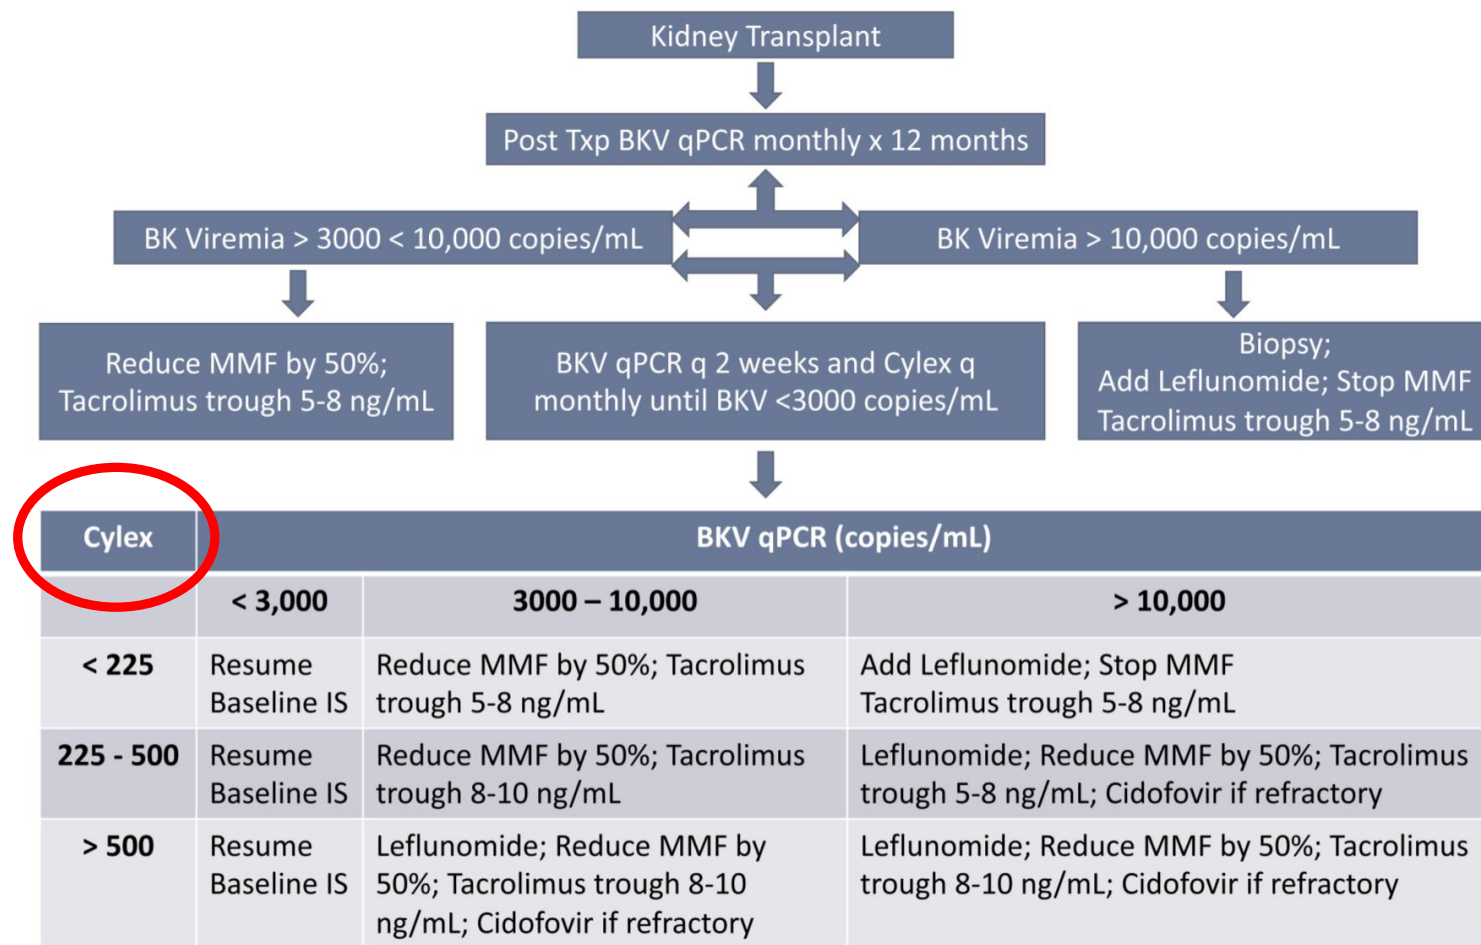 Kidney Transplant
Post Txp BKV qPCR monthly x 12 months
BK Viremia > 3000 < 10,000 copies/mL
BK Viremia > 10,000 copies/mL
Reduce MMF by 50%;
Tacrolimus trough 5-8 ng/mL
BKV qPCR q 2 weeks and Cylex q
monthly until BKV <3000 copies/mL
Biopsy;
Add Leflunomide; Stop MMF
Tacrolimus trough 5-8 ng/mL
Cylex
BKV qPCR (copies/mL)
< 3,000
3000 – 10,000
> 10,000
< 225
Resume
Baseline IS
Reduce MMF by 50%; Tacrolimus
trough 5-8 ng/mL
Add Leflunomide; Stop MMF
Tacrolimus trough 5-8 ng/mL
225 - 500
Resume
Baseline IS
Reduce MMF by 50%; Tacrolimus
trough 8-10 ng/mL
Leflunomide; Reduce MMF by 50%; Tacrolimus
trough 5-8 ng/mL; Cidofovir if refractory
> 500
Resume
Baseline IS
Leflunomide; Reduce MMF by
50%; Tacrolimus trough 8-10
ng/mL; Cidofovir if refractory
Leflunomide; Reduce MMF by 50%; Tacrolimus
trough 8-10 ng/mL; Cidofovir if refractory